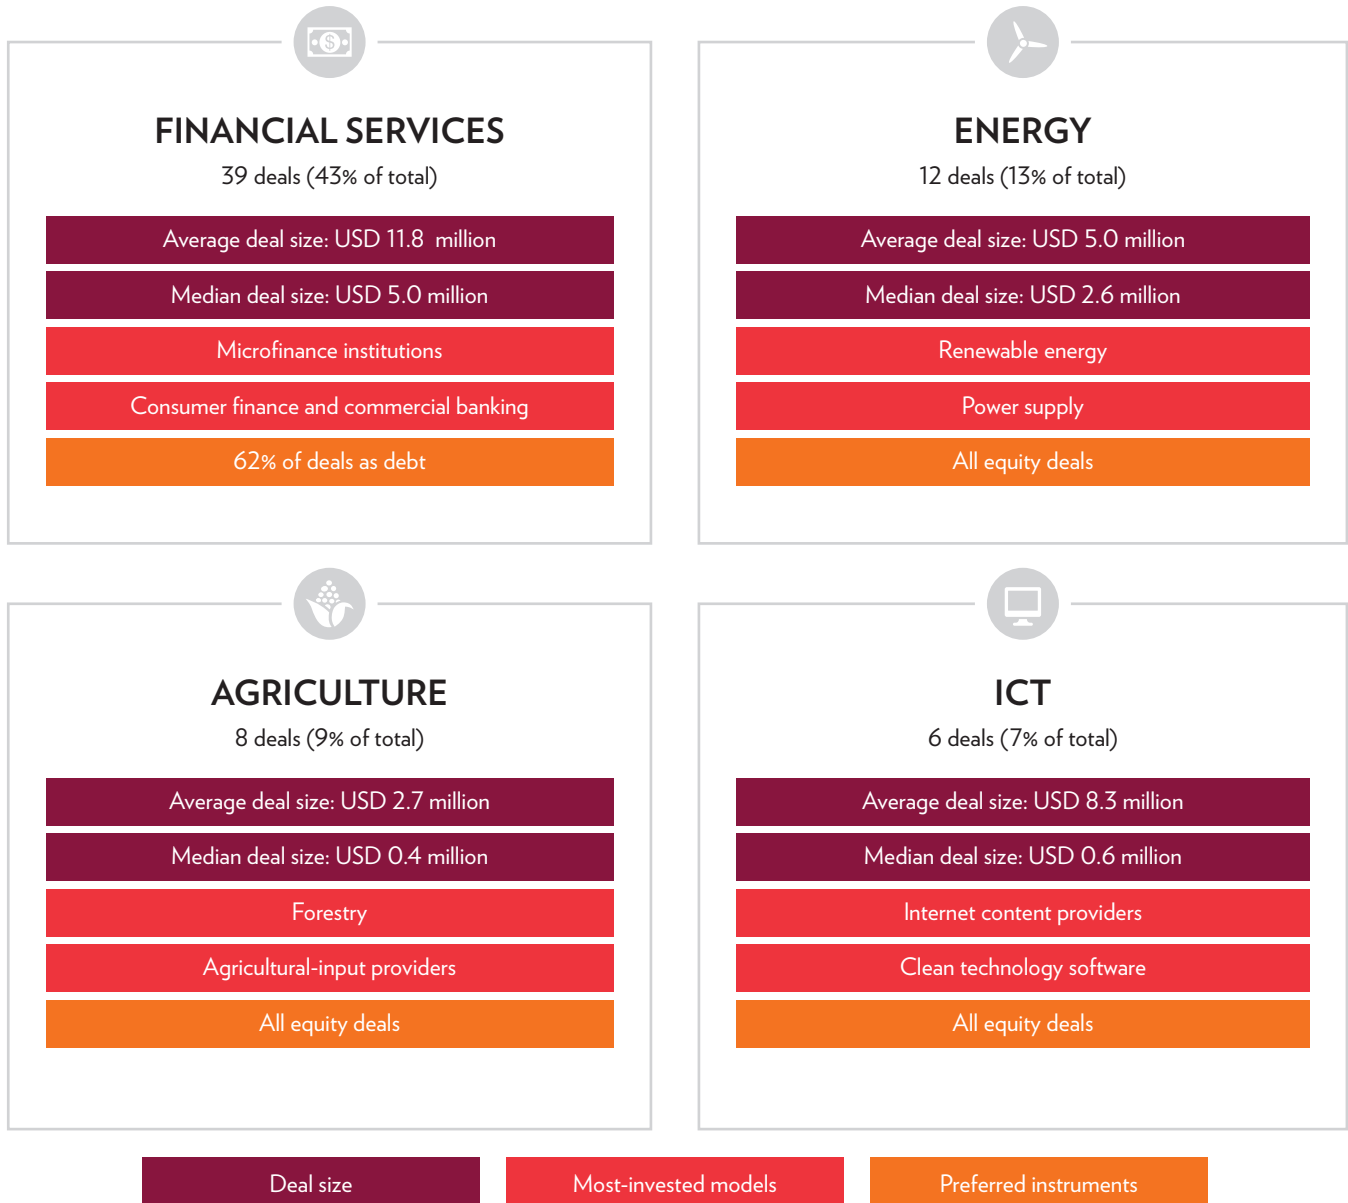 FINANCIAL SERVICES
39 deals (43% of total)
Average deal size: USD 11.8 million
Median deal size: USD 5.0 million
Microfinance institutions
Consumer finance and commercial banking
62% of deals as debt
ENERGY
12 deals (13% of total)
Average deal size: USD 5.0 million
Median deal size: USD 2.6 million
Renewable energy
Power supply
All equity deals
AGRICULTURE
8 deals (9% of total)
Average deal size: USD 2.7 million
Median deal size: USD 0.4 million
Forestry
Agricultural-input providers
All equity deals
ICT
6 deals (7% of total)
Average deal size: USD 8.3 million
Median deal size: USD 0.6 million
Internet content providers
Clean technology software
All equity deals
Deal size
Most-invested models
Preferred instruments